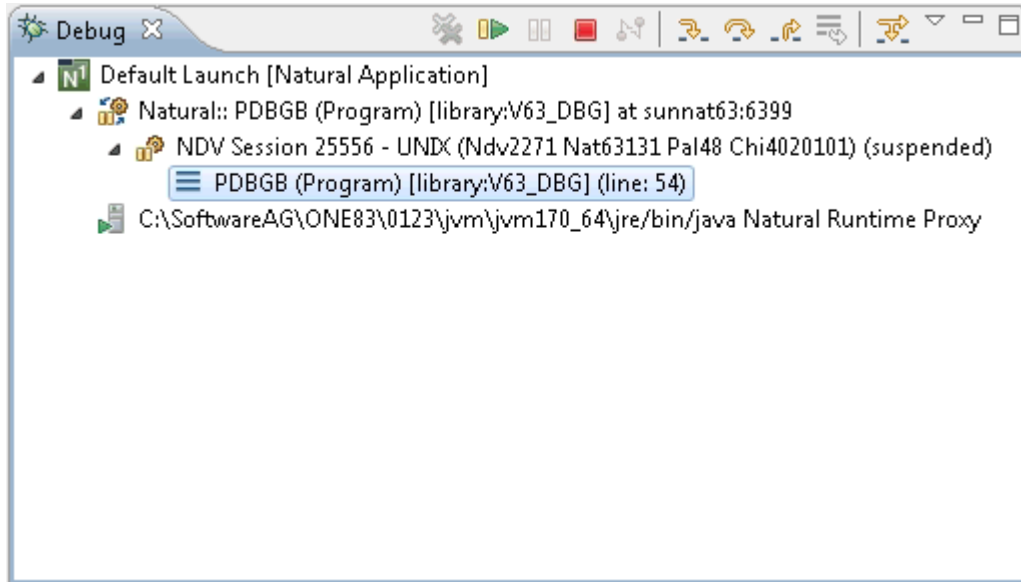 Debug
Default Launch [Natural Application]
Natural:: PDBGB (Program) [library:V63_DBG] at sunnat63:6399
NDV Session 25556 - UNIX (Ndv2271 Nat63131 Pal48 Chi4020101) (suspended)
PDBGB (Program) [library:V63_DBG] (line: 54)
C:\SoftwareAG\ONE83\0123\jvm\jvm170_64\jre/bin/java Natural Runtime Proxy